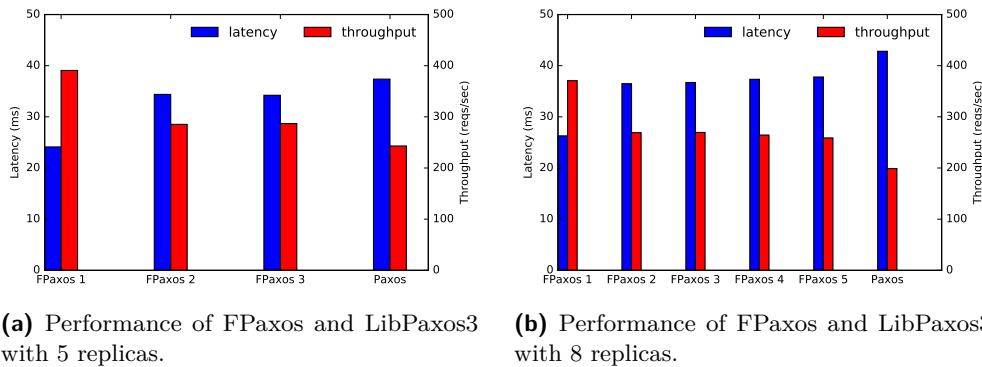 50
40
30
20
10
0
Latency (ms)
latency
throughput
500
400
300
200
100
0
Throughput (reqs/sec)
FPaxos 1
FPaxos 2
FPaxos 3
Paxos
(a) Performance of FPaxos and LibPaxos3
with 5 replicas.
50
40
30
20
10
0
Latency (ms)
latency
throughput
500
400
300
200
100
0
Throughput (reqs/sec)
FPaxos 1
FPaxos 2
FPaxos 3
FPaxos 4
FPaxos 5
Paxos
(b) Performance of FPaxos and LibPaxos3
with 8 replicas.